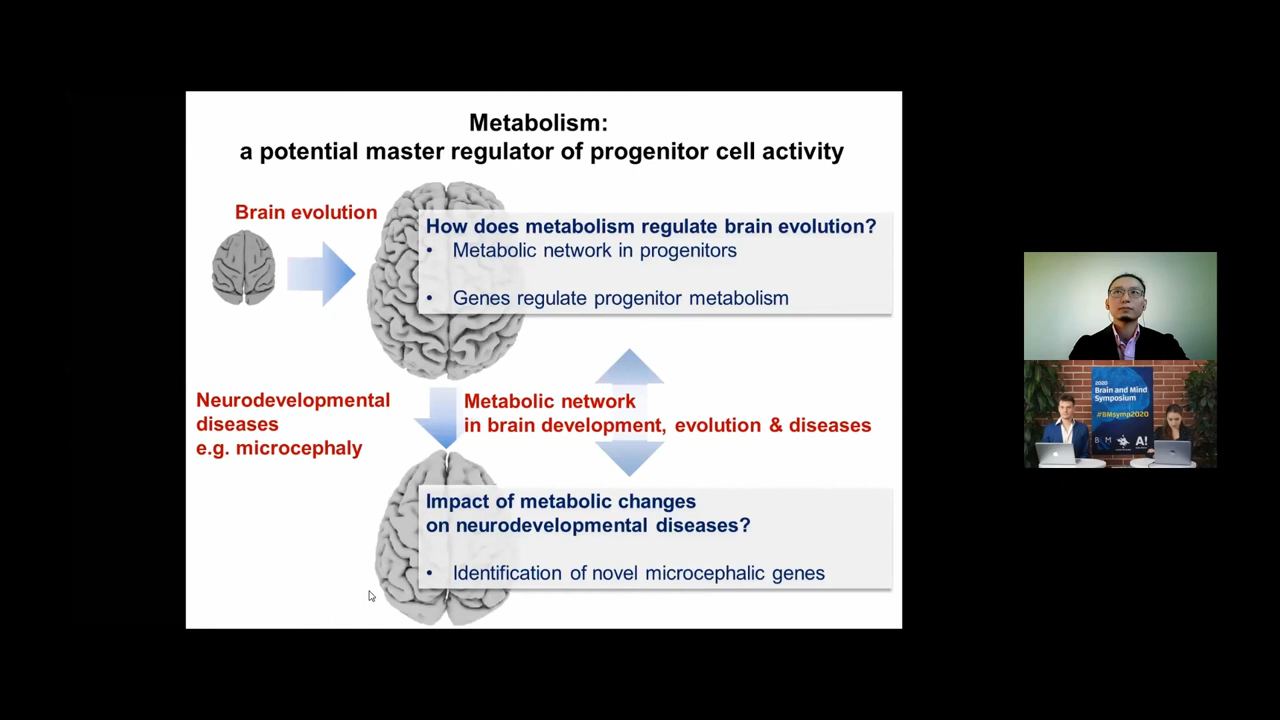 Metabolism:
a potential master regulator of progenitor cell activity
Brain evolution
How does metabolism regulate brain evolution?
• Metabolic network in progenitors
• Genes regulate progenitor metabolism
Neurodevelopmental
diseases
e.g. microcephaly
Metabolic network
in brain development, evolution & diseases
Impact of metabolic changes
on neurodevelopmental diseases?
• Identification of novel microcephalic genes
2020
Brain and Mind
Symposium
#BMsymp2020
A!